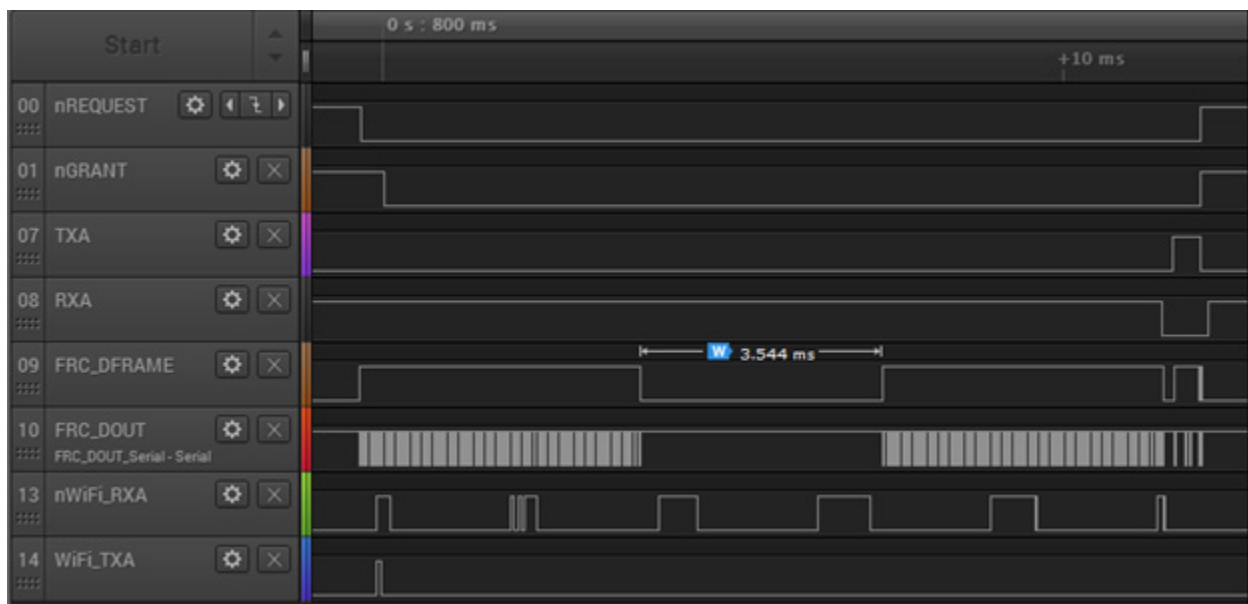 Start
0 s : 800 ms
+10 ms
00 nREQUEST
01 nGRANT
07 TXA
08 RXA
W 3.544 ms
09 FRC_DFRAME
10 FRC_DOUT
FRC_DOUT_Serial - Serial
13 nWiFi_RXA
14 WiFi_TXA